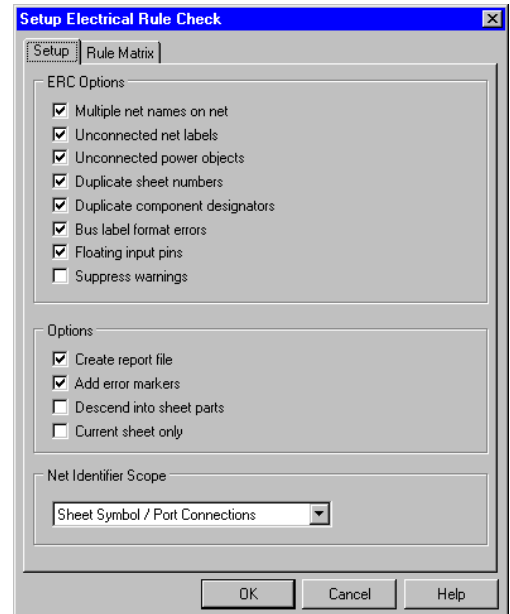 Setup Electrical Rule Check
Setup Rule Matrix
ERC Options
Multiple net names on net
Unconnected net labels
Unconnected power objects
Duplicate sheet numbers
Duplicate component designators
Bus label format errors
Floating input pins
Suppress warnings
Options
Create report file
Add error markers
Descend into sheet parts
Current sheet only
Net Identifier Scope
Sheet Symbol / Port Connections
OK Cancel Help